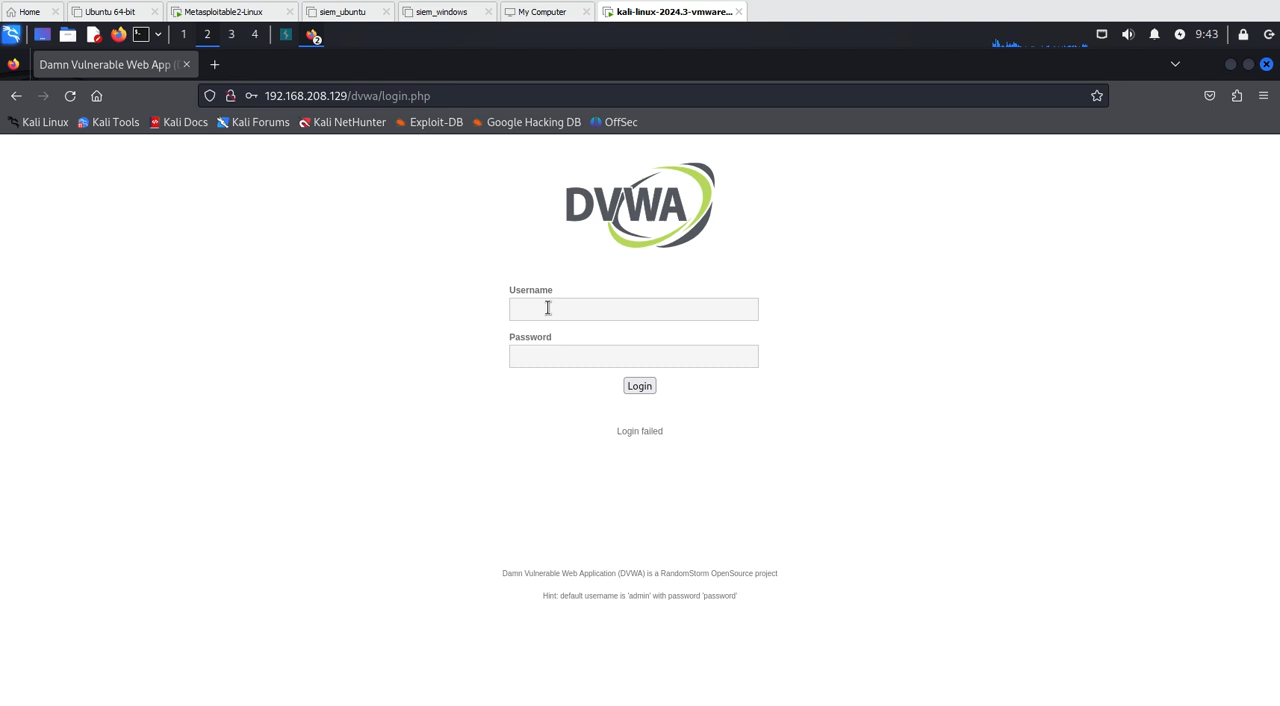 Home
Ubuntu 64-bit
Metasploitable2-Linux
siem_ubuntu
siem_windows
My Computer
kali-linux-2024.3-vmware...
1 2 3 4
2
9:43
Damn Vulnerable Web App (
192.168.208.129/dvwa/login.php
Kali Linux
Kali Tools
Kali Docs
Kali Forums
Kali NetHunter
Exploit-DB
Google Hacking DB
OffSec
DVWA
Username
Password
Login
Login failed
Damn Vulnerable Web Application (DVWA) is a RandomStorm OpenSource project
Hint: default username is 'admin' with password 'password'